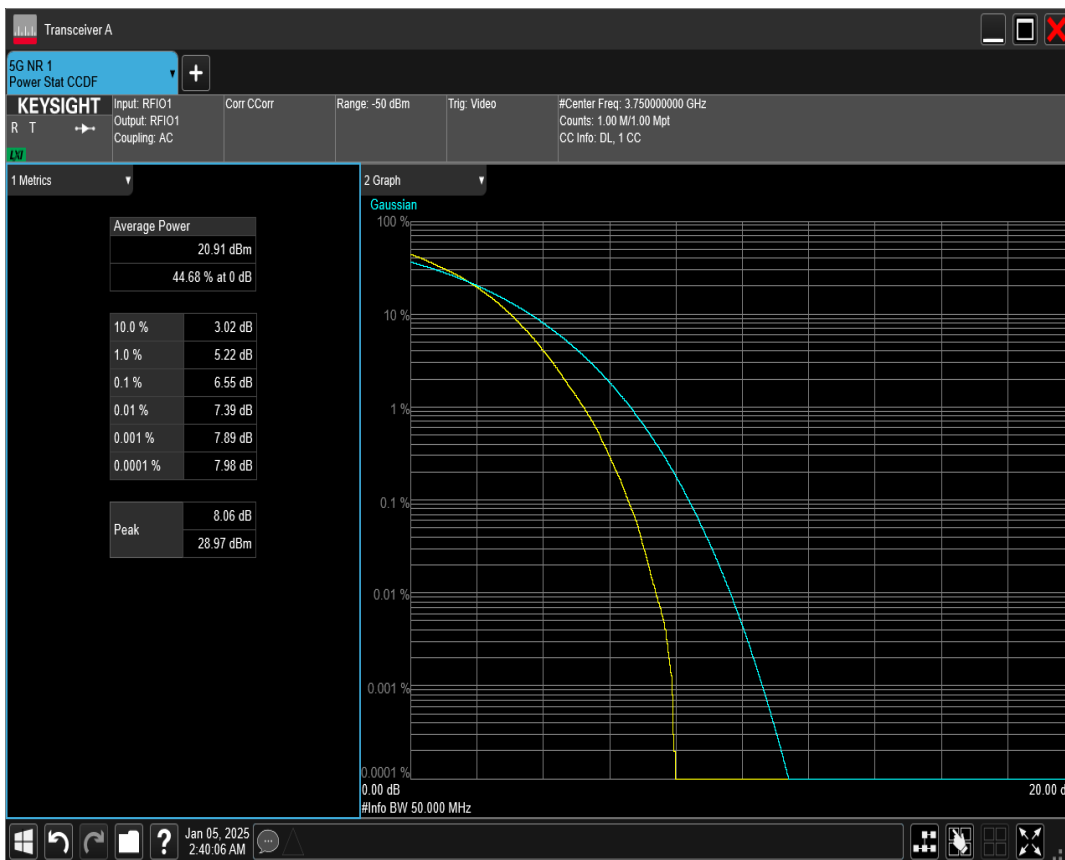 Transceiver A
5G NR 1
Power Stat CCDF
+
KEYSIGHT
R T
LXI
Input: RFIO1
Output: RFIO1
Coupling: AC
Corr CCorr
Range: -50 dBm
Trig: Video
#Center Freq: 3.750000000 GHz
Counts: 1.00 M/1.00 Mpt
CC Info: DL, 1 CC
1 Metrics
Average Power
20.91 dBm
44.68 % at 0 dB
10.0 % 3.02 dB
1.0 % 5.22 dB
0.1 % 6.55 dB
0.01 % 7.39 dB
0.001 % 7.89 dB
0.0001 % 7.98 dB
Peak 8.06 dB
28.97 dBm
2 Graph
Gaussian
100 %
10 %
1 %
0.1 %
0.01 %
0.001 %
0.0001 %
0.00 dB 20.00 d
#Info BW 50.000 MHz
?
Jan 05, 2025
2:40:06 AM